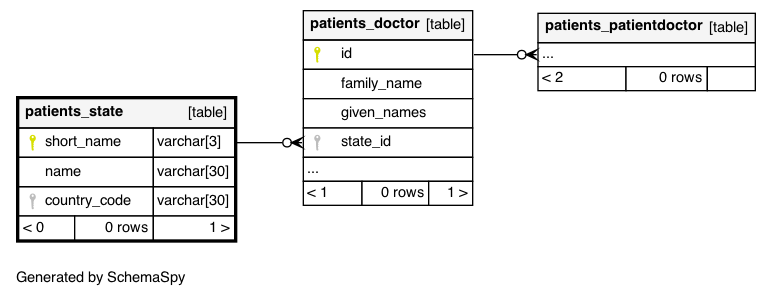 patients_doctor [table]
id
family_name
given_names
state_id
...
< 1 0 rows 1 >
patients_patientdoctor [table]
...
< 2 0 rows
patients_state [table]
short_name varchar[3]
name varchar[30]
country_code varchar[30]
< 0 0 rows 1 >
Generated by SchemaSpy